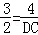 3/2 = 4/DC